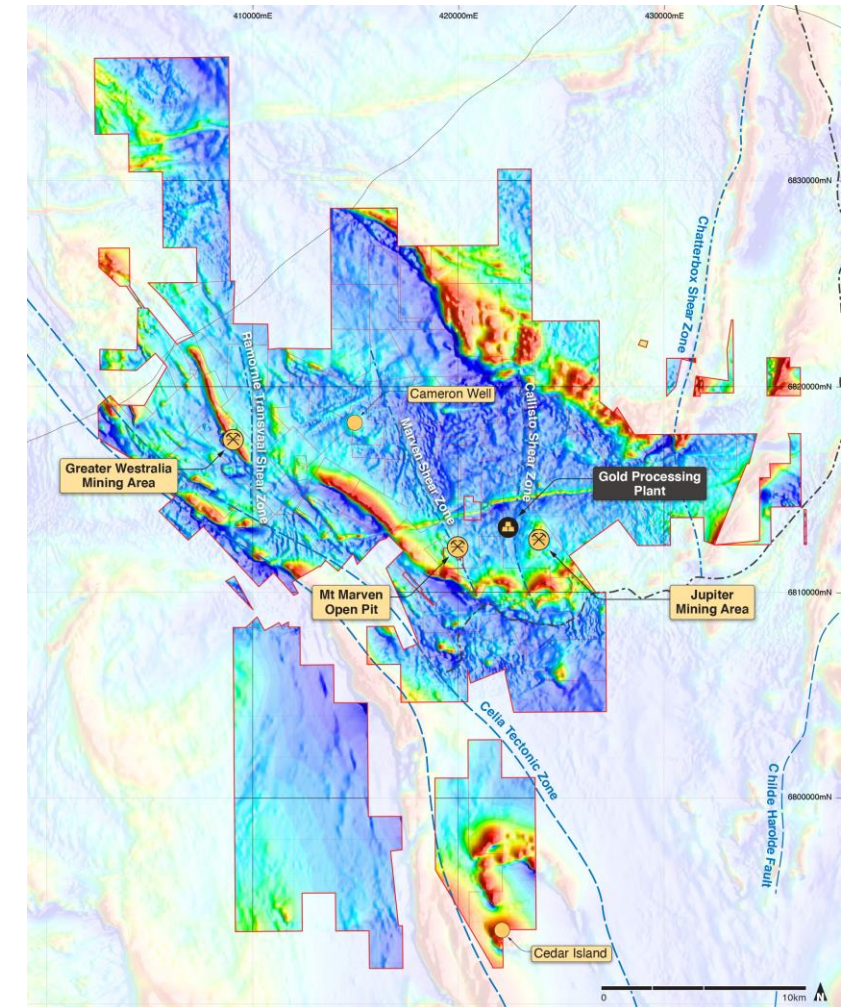 410000mE
420000mE
430000mE
6830000mN
Chatterbox Shear Zone
6820000mN
Ramornie Transvaal Shear Zone
Cameron Well
Marven Shear Zone
Callisto Shear Zone
Greater Westralia
Mining Area
Gold Processing
Plant
Mt Marven
Open Pit
Jupiter
Mining Area
6810000mN
Celia Tectonic Zone
6800000mN
Childe Harolde Fault
Cedar Island
0
10km
N